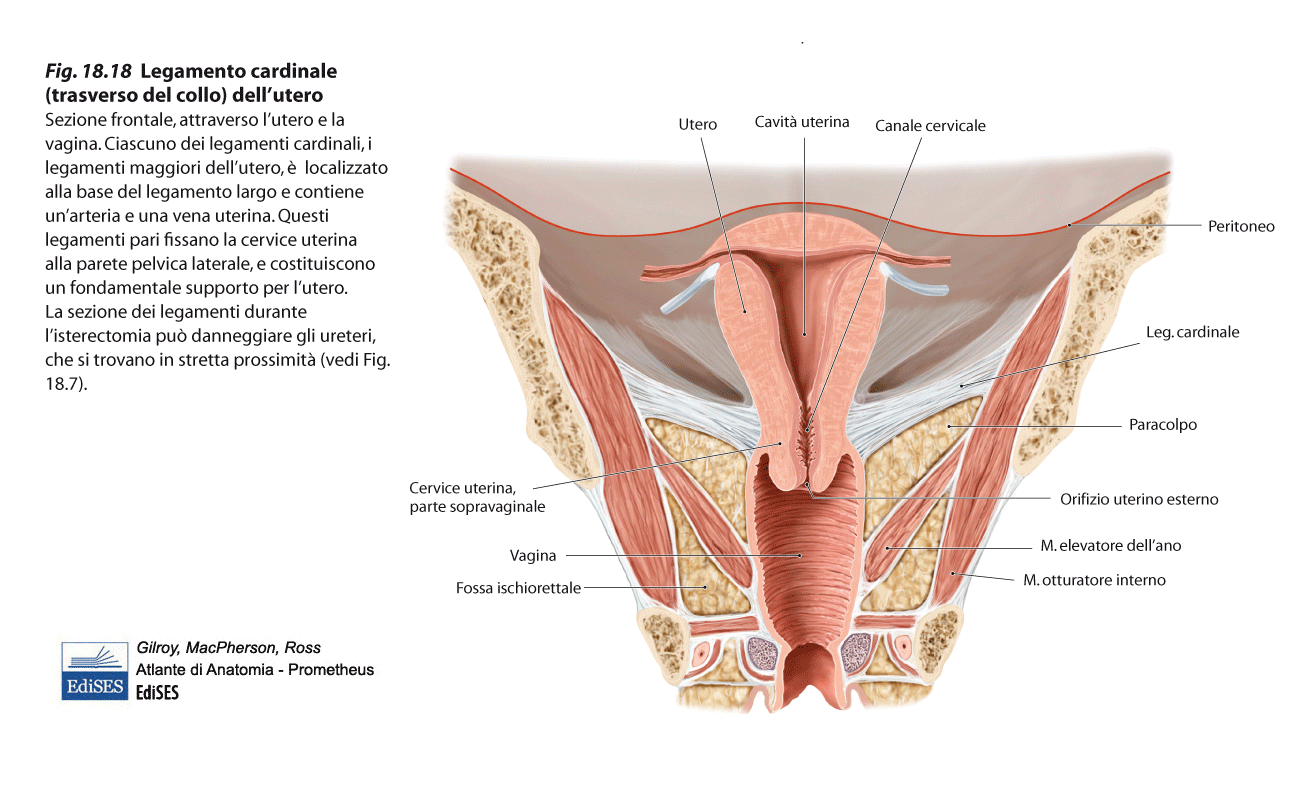 Fig. 18.18 Legamento cardinale
(trasverso del collo) dell'utero
Sezione frontale, attraverso l'utero e la
vagina. Ciascuno dei legamenti cardinali, i
legamenti maggiori dell'utero, è localizzato
alla base del legamento largo e contiene
un'arteria e una vena uterina. Questi
legamenti pari fissano la cervice uterina
alla parete pelvica laterale, e costituiscono
un fondamentale supporto per l'utero.
La sezione dei legamenti durante
l'isterectomia può danneggiare gli ureteri,
che si trovano in stretta prossimità (vedi Fig.
18.7).
Utero
Cavità uterina
Canale cervicale
Peritoneo
Leg. cardinale
Paracolpo
Orifizio uterino esterno
M. elevatore dell'ano
M. otturatore interno
Cervice uterina,
parte sopravaginale
Vagina
Fossa ischiorettale
EdiSES
Gilroy, MacPherson, Ross
Atlante di Anatomia - Prometheus
EdiSES